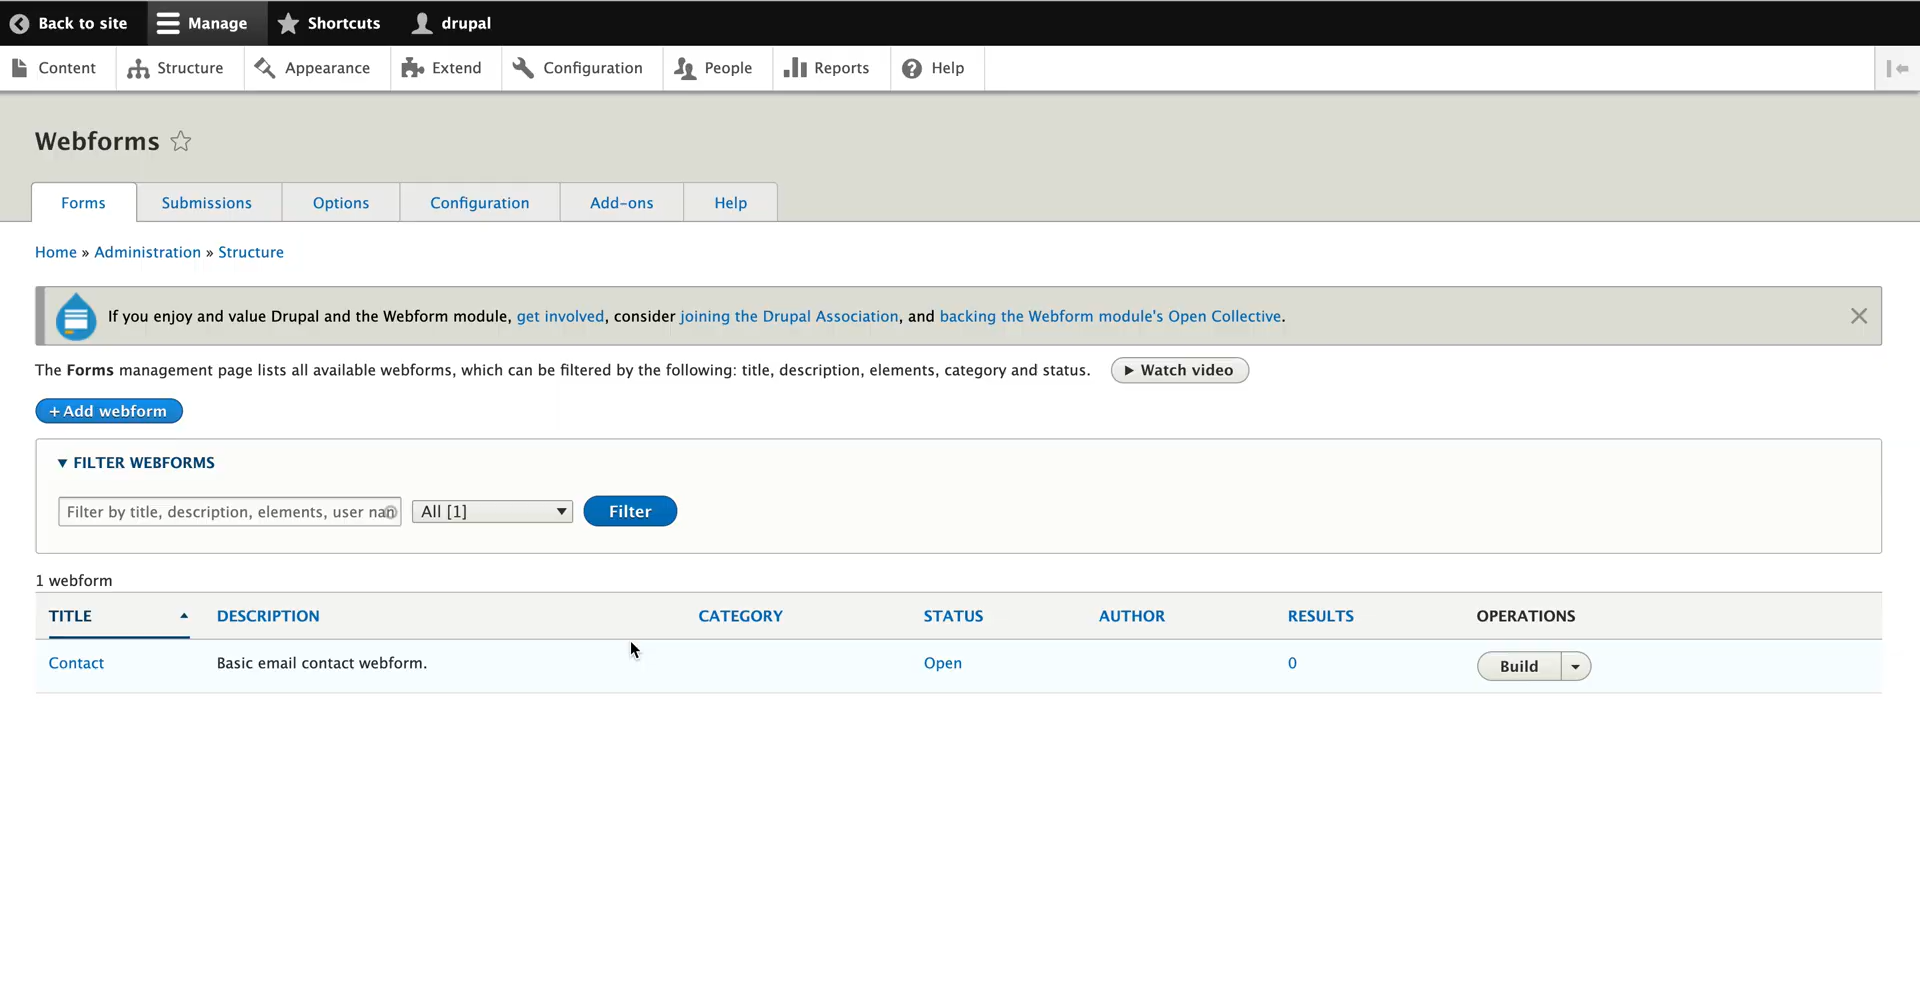 Back to site Manage Shortcuts drupal
Content Structure Appearance Extend Configuration People Reports Help
Webforms
Forms Submissions Options Configuration Add-ons Help
Home » Administration » Structure
If you enjoy and value Drupal and the Webform module, get involved, consider joining the Drupal Association, and backing the Webform module's Open Collective.
The Forms management page lists all available webforms, which can be filtered by the following: title, description, elements, category and status. Watch video
+ Add webform
FILTER WEBFORMS
Filter by title, description, elements, user nan All [1] Filter
1 webform
TITLE DESCRIPTION CATEGORY STATUS AUTHOR RESULTS OPERATIONS
Contact Basic email contact webform. Open 0 Build